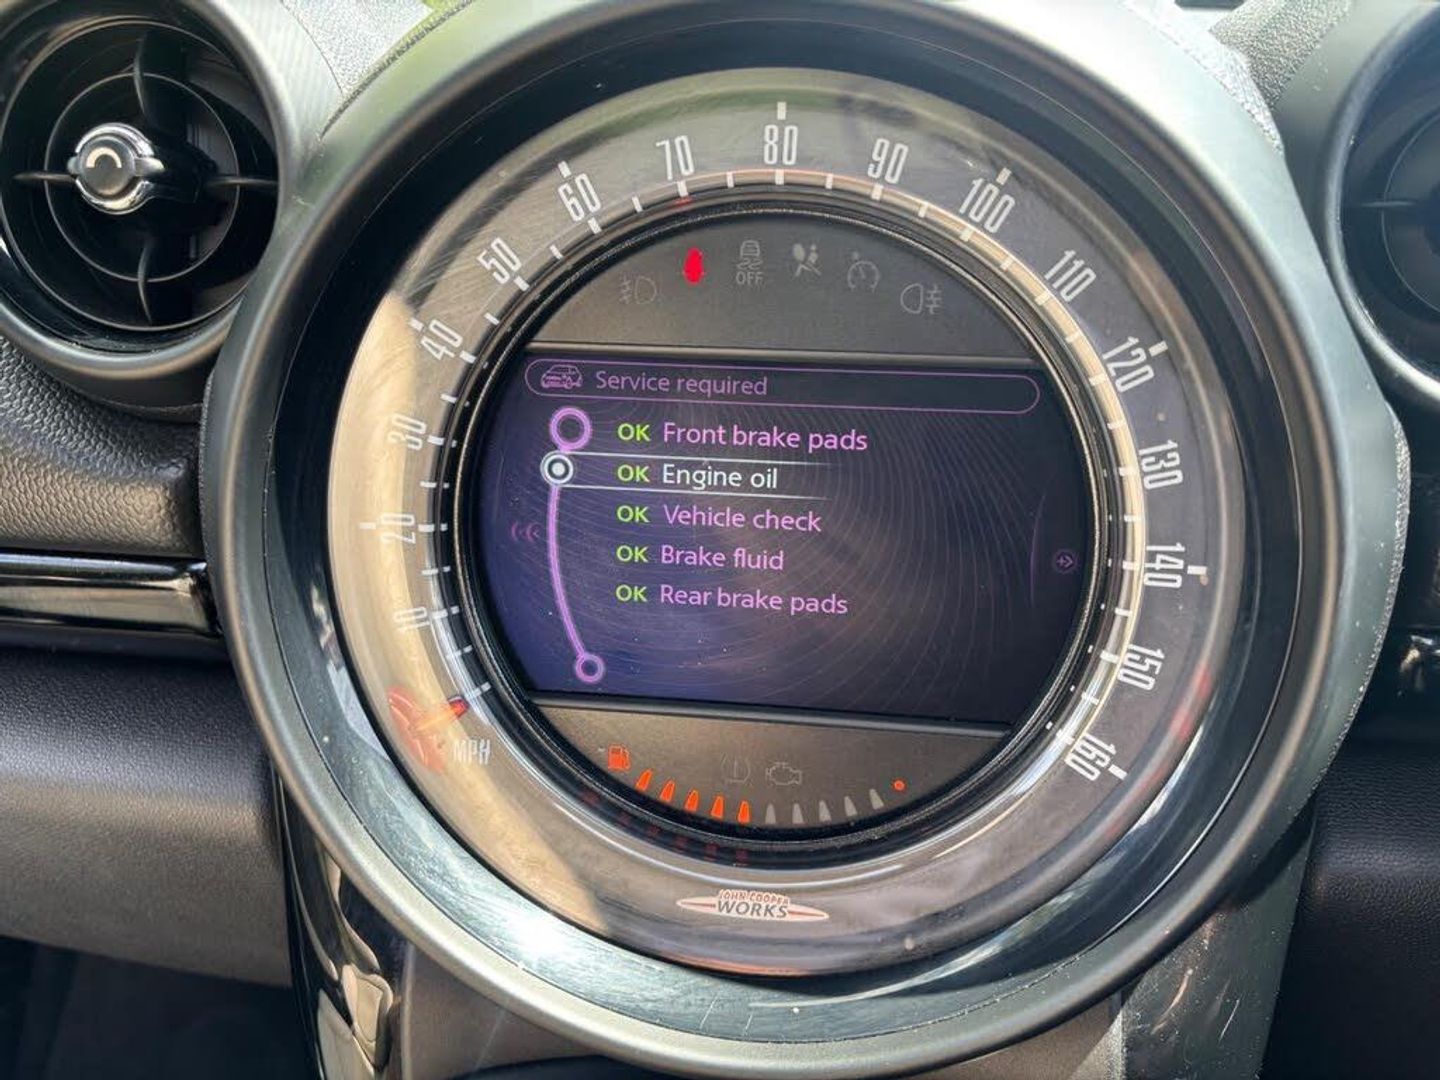 10
20
30
40
50
60
70
80
90
100
110
120
130
140
150
160
MPH
OFF
Service required
OK Front brake pads
OK Engine oil
OK Vehicle check
OK Brake fluid
OK Rear brake pads
JOHN COOPER
WORKS